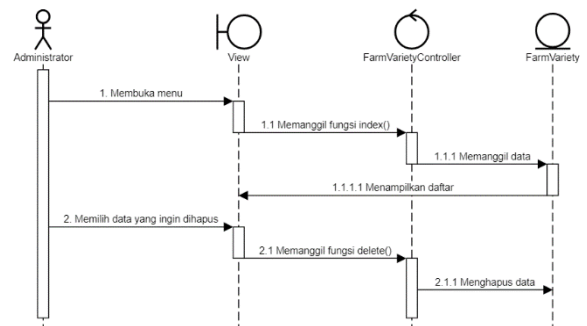 Administrator
View
FarmVarietyController
FarmVariety
1. Membuka menu
1.1 Memanggil fungsi index()
1.1.1 Memanggil data
1.1.1.1 Menampilkan daftar
2. Memilih data yang ingin dihapus
2.1 Memanggil fungsi delete()
2.1.1 Menghapus data